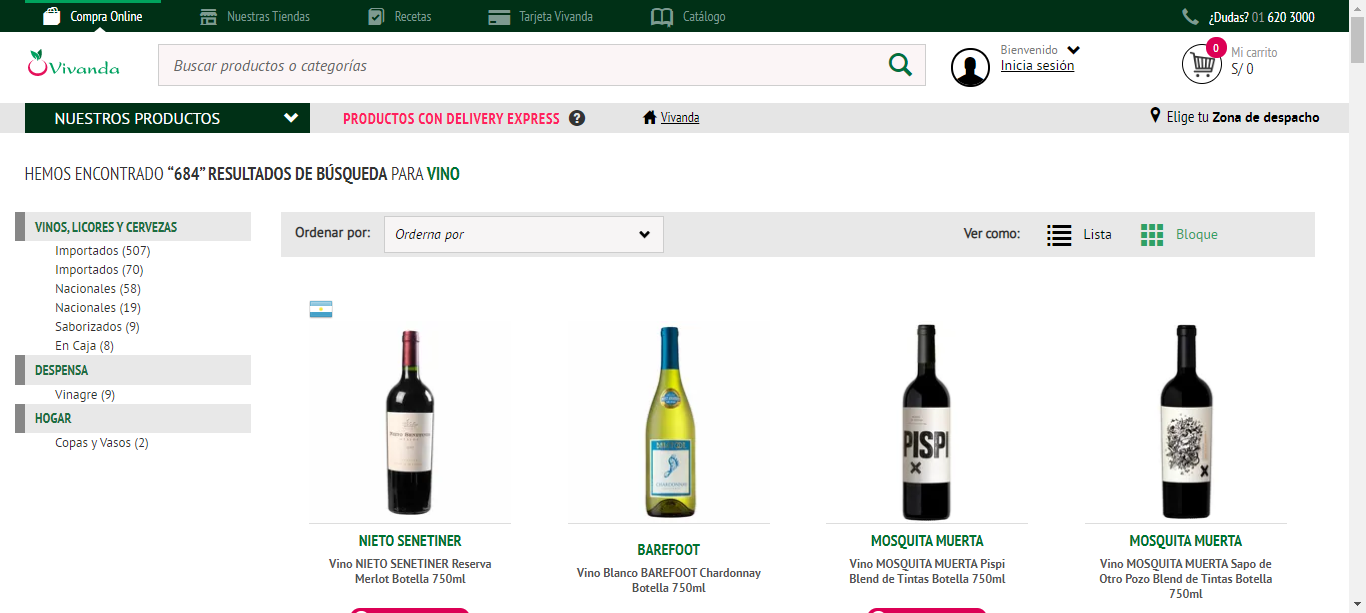 Compra Online
Nuestras Tiendas
Recetas
Tarjeta Vivanda
Catálogo
¿Dudas? 01 620 3000
Vivanda
Buscar productos o categorías
Bienvenido
Inicia sesión
0
Mi carrito
S/ 0
NUESTROS PRODUCTOS
PRODUCTOS CON DELIVERY EXPRESS ?
Vivanda
Elige tu Zona de despacho
HEMOS ENCONTRADO “684” RESULTADOS DE BÚSQUEDA PARA VINO
VINOS, LICORES Y CERVEZAS
Importados (507)
Importados (70)
Nacionales (58)
Nacionales (19)
Saborizados (9)
En Caja (8)
DESPENSA
Vinagre (9)
HOGAR
Copas y Vasos (2)
Ordenar por:
Orderna por
Ver como:
Lista
Bloque
PISPI
NIETO SENETINER
Vino NIETO SENETINER Reserva
Merlot Botella 750ml
BAREFOOT
Vino Blanco BAREFOOT Chardonnay
Botella 750ml
MOSQUITA MUERTA
Vino MOSQUITA MUERTA Pispi
Blend de Tintas Botella 750ml
MOSQUITA MUERTA
Vino MOSQUITA MUERTA Sapo de
Otro Pozo Blend de Tintas Botella
750ml